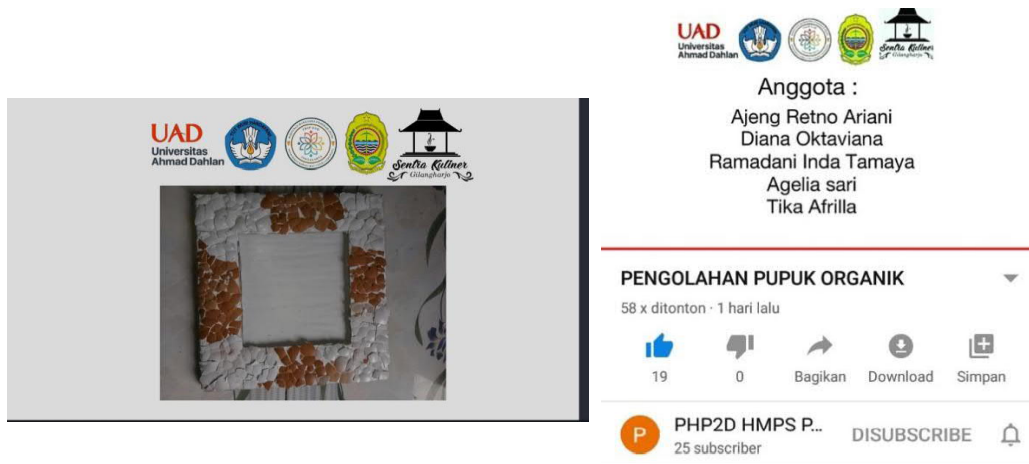 UAD
Universitas
Ahmad Dahlan
Sentra Kuliner
Gilangharjo
UAD
Universitas
Ahmad Dahlan
Sentra Kuliner
Gilangharjo
Anggota :
Ajeng Retno Ariani
Diana Oktaviana
Ramadani Inda Tamaya
Agelia sari
Tika Afrilla
PENGOLAHAN PUPUK ORGANIK
58 x ditonton · 1 hari lalu
19
0
Bagikan
Download
Simpan
P
PHP2D HMPS P...
25 subscriber
DISUBSCRIBE